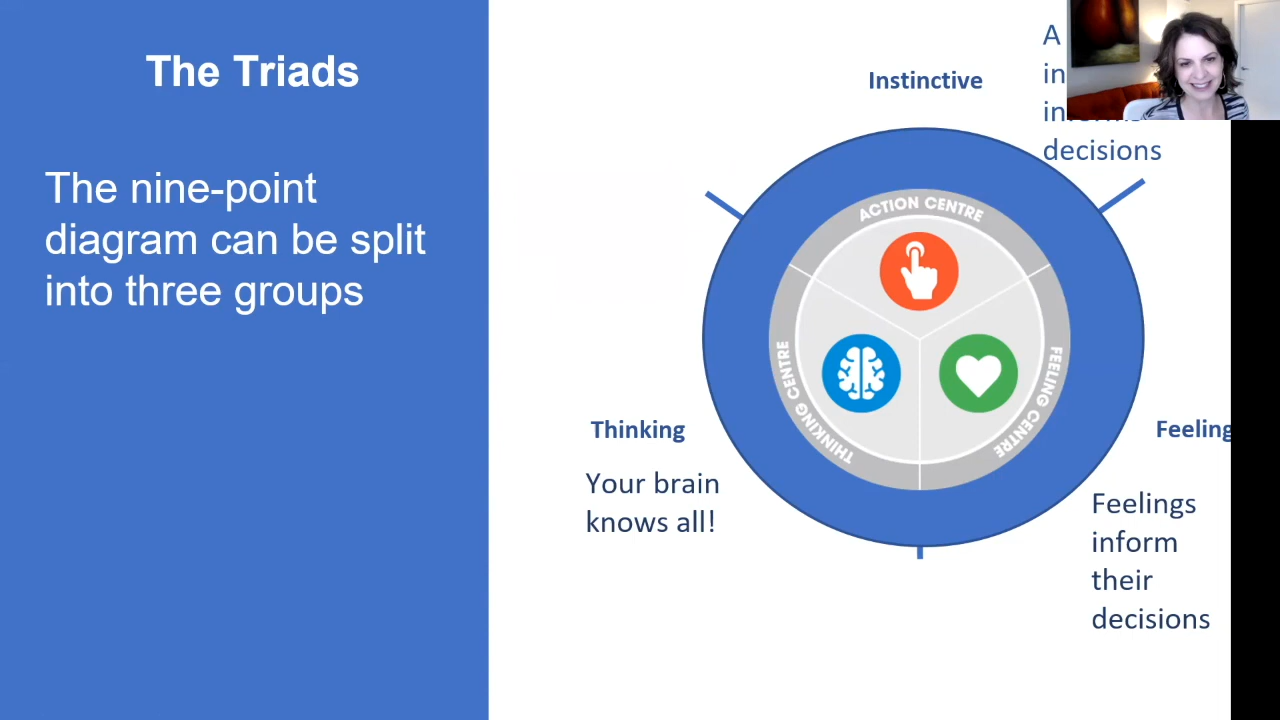 The Triads
The nine-point
diagram can be split
into three groups
Instinctive
A
in
decisions
ACTION CENTRE
THINKING CENTRE
FEELING CENTRE
Thinking
Your brain
knows all!
Feeling
Feelings
inform
their
decisions